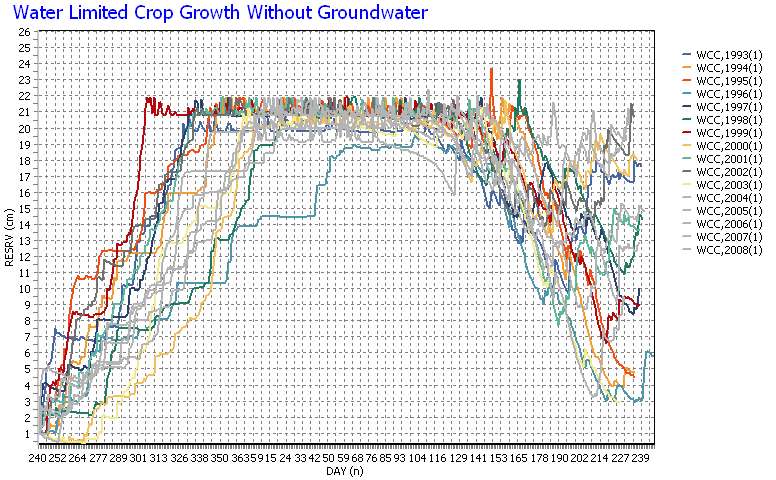 Water Limited Crop Growth Without Groundwater
26
25
24
23
22
21
20
19
18
17
16
15
14
13
12
11
10
9
8
7
6
5
4
3
2
1
RESRV (cm)
240 252 264 277 289 301 313 326 338 350 363 59 15 24 33 42 50 59 68 76 85 93 104 116 129 141 153 165 178 190 202 214 227 239
DAY (n)
WCC,1993(1)
WCC,1994(1)
WCC,1995(1)
WCC,1996(1)
WCC,1997(1)
WCC,1998(1)
WCC,1999(1)
WCC,2000(1)
WCC,2001(1)
WCC,2002(1)
WCC,2003(1)
WCC,2004(1)
WCC,2005(1)
WCC,2006(1)
WCC,2007(1)
WCC,2008(1)